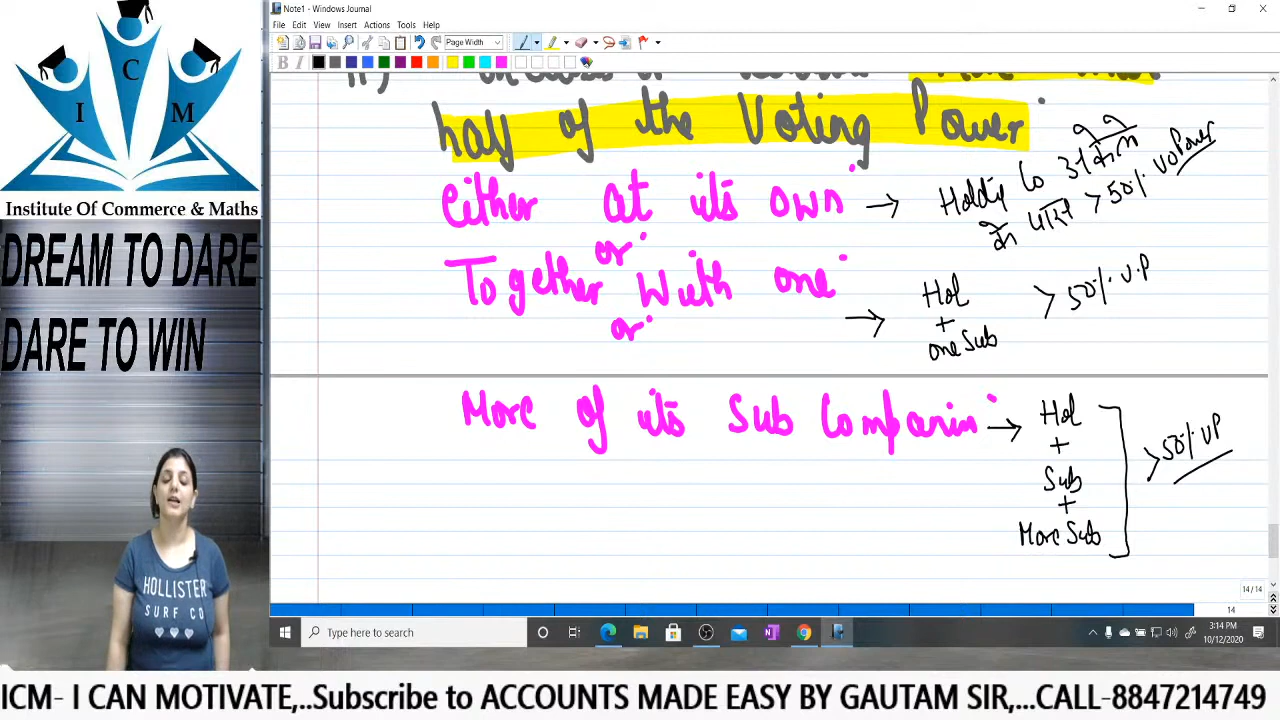 Note1 - Windows Journal
File Edit View Insert Actions Tools Help
Page Width
I C M
Institute Of Commerce & Maths
DREAM TO DARE
DARE TO WIN
half of the Voting Power
Either at its own → Holdig Co
> 50% Vo Power
or
Together With one → Hol + one Sub > 50% V.P
or
More of its Sub Companies → Hol + Sub + More Sub > 50% VP
HOLLISTER
SURF CO
14/14
14
Type here to search
3:14 PM
10/12/2020
ICM- I CAN MOTIVATE,..Subscribe to ACCOUNTS MADE EASY BY GAUTAM SIR,...CALL-8847214749